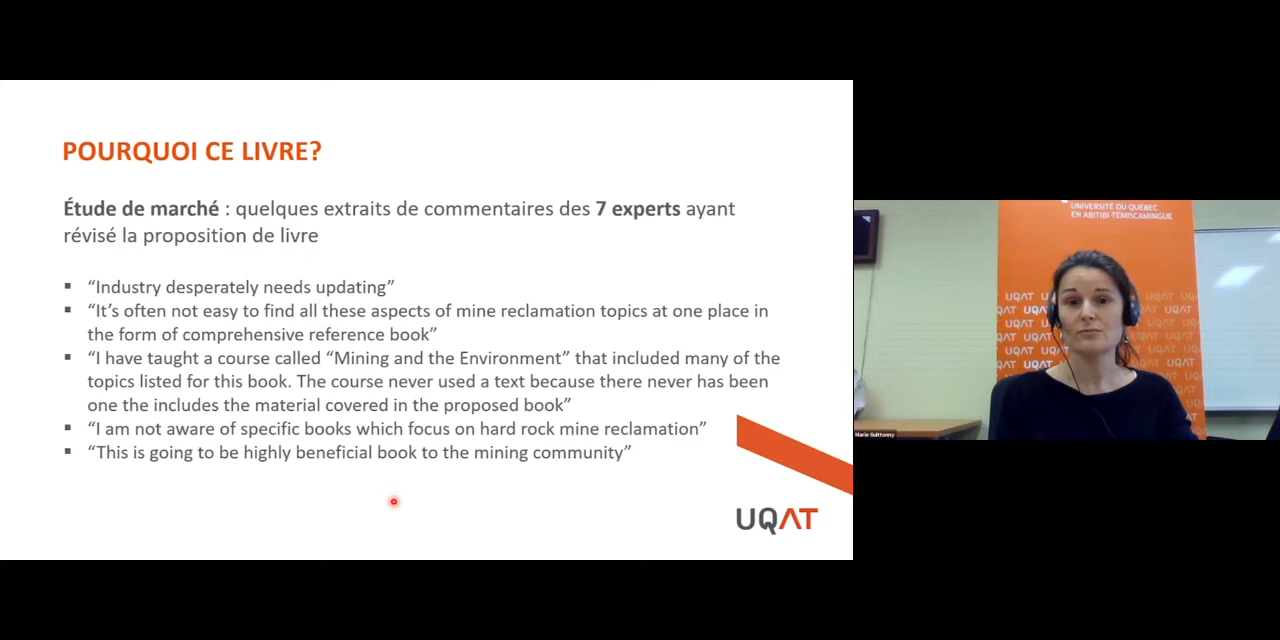 POURQUOI CE LIVRE?
Étude de marché : quelques extraits de commentaires des 7 experts ayant
révisé la proposition de livre
▪ “Industry desperately needs updating”
▪ “It’s often not easy to find all these aspects of mine reclamation topics at one place in
the form of comprehensive reference book”
▪ “I have taught a course called “Mining and the Environment” that included many of the
topics listed for this book. The course never used a text because there never has been
one the includes the material covered in the proposed book”
▪ “I am not aware of specific books which focus on hard rock mine reclamation”
▪ “This is going to be highly beneficial book to the mining community”
UQAT
UNIVERSITÉ DU QUÉBEC
EN ABITIBI-TÉMISCAMINGUE
UQAT UQAT
Marie Guittonny